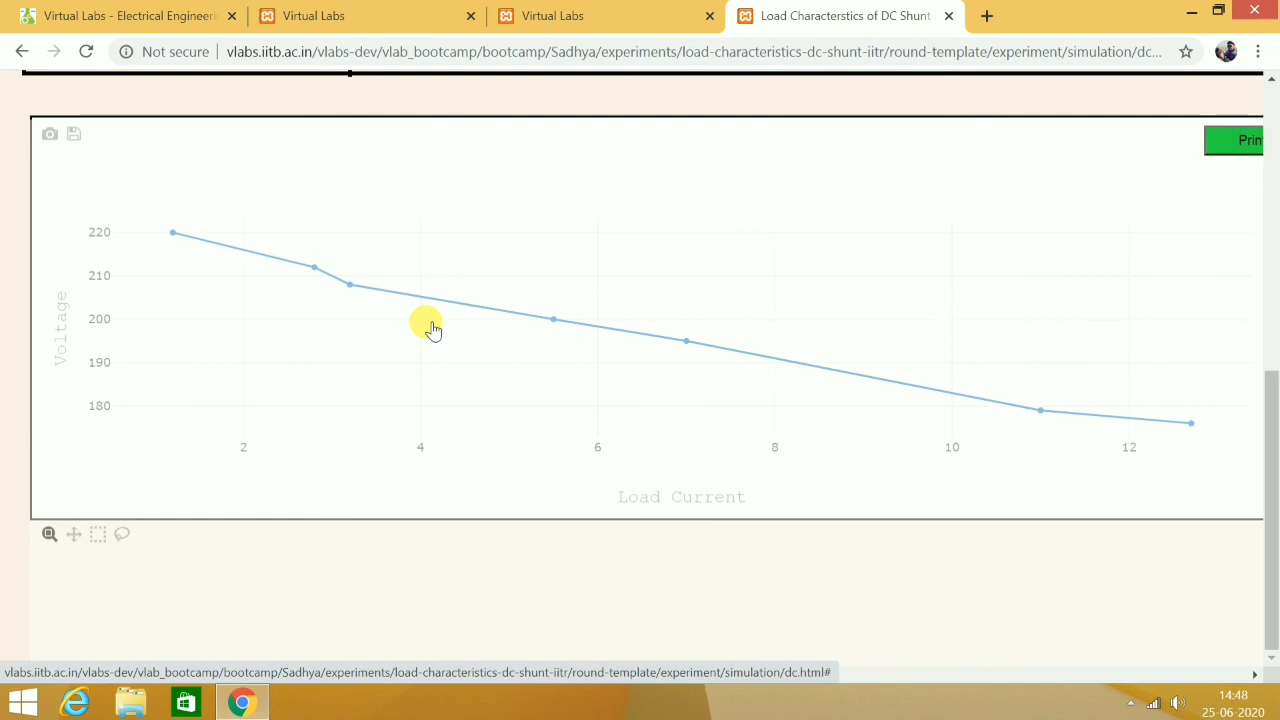 Virtual Labs - Electrical Engineeri
Virtual Labs
Virtual Labs
Load Characterstics of DC Shunt
Not secure
vlabs.iitb.ac.in/vlabs-dev/vlab_bootcamp/bootcamp/Sadhya/experiments/load-characteristics-dc-shunt-iitr/round-template/experiment/simulation/dc...
Prin
220
210
200
190
180
Voltage
2 4 6 8 10 12
Load Current
vlabs.iitb.ac.in/vlabs-dev/vlab_bootcamp/bootcamp/Sadhya/experiments/load-characteristics-dc-shunt-iitr/round-template/experiment/simulation/dc.html#
14:48
25-06-2020